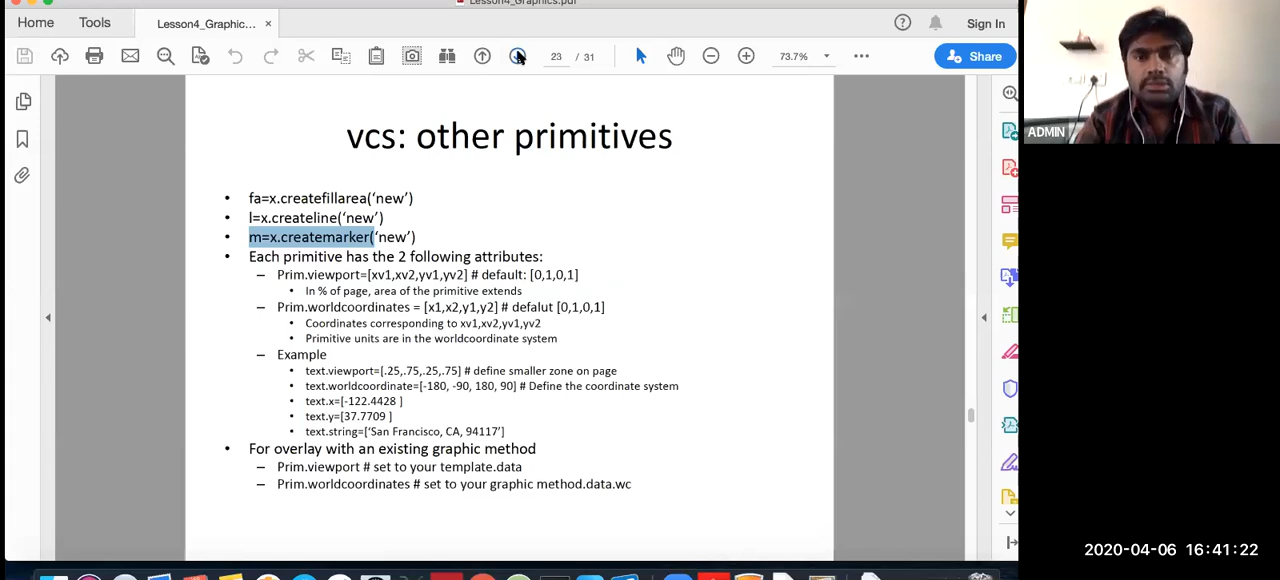 Lesson4_Graphics.pdf
Home Tools Lesson4_Graphic... × Sign In
23 / 31 73.7% Share
vcs: other primitives
• fa=x.createfillarea(‘new’)
• l=x.createline(‘new’)
• m=x.createmarker(‘new’)
• Each primitive has the 2 following attributes:
– Prim.viewport=[xv1,xv2,yv1,yv2] # default: [0,1,0,1]
• In % of page, area of the primitive extends
– Prim.worldcoordinates = [x1,x2,y1,y2] # defalut [0,1,0,1]
• Coordinates corresponding to xv1,xv2,yv1,yv2
• Primitive units are in the worldcoordinate system
– Example
• text.viewport=[.25,.75,.25,.75] # define smaller zone on page
• text.worldcoordinate=[-180, -90, 180, 90] # Define the coordinate system
• text.x=[-122.4428 ]
• text.y=[37.7709 ]
• text.string=[‘San Francisco, CA, 94117’]
• For overlay with an existing graphic method
– Prim.viewport # set to your template.data
– Prim.worldcoordinates # set to your graphic method.data.wc
ADMIN
2020-04-06 16:41:22